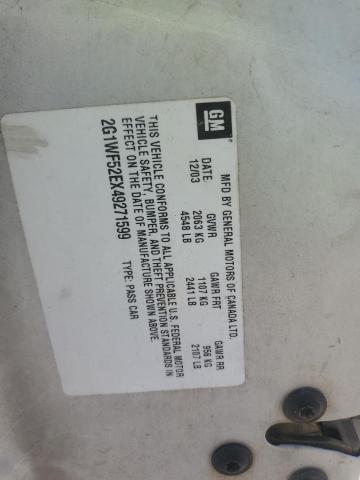 GM
MFD BY GENERAL MOTORS OF CANADA LTD.
DATE: GVWR GAWR FRT GAWR RR
12/03 2063 KG 1107 KG 956 KG
4548 LB 2441 LB 2107 LB
THIS VEHICLE CONFORMS TO ALL APPLICABLE U.S. FEDERAL MOTOR
VEHICLE SAFETY, BUMPER, AND THEFT PREVENTION STANDARDS IN
EFFECT ON THE DATE OF MANUFACTURE SHOWN ABOVE.
2G1WF52EX49271599 TYPE: PASS CAR